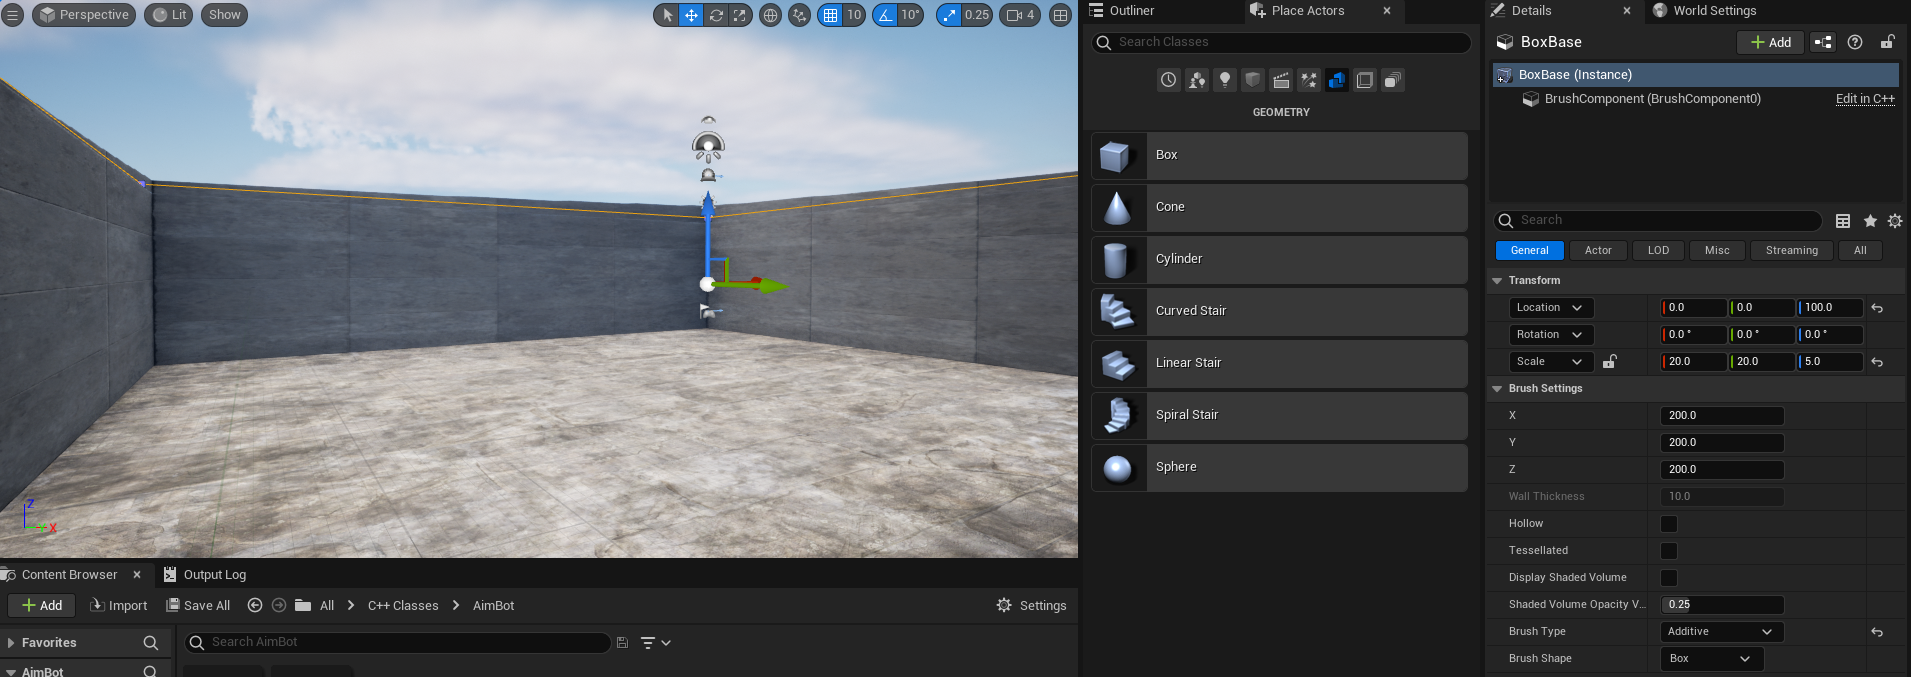 Perspective
Lit
Show
10
10°
0.25
4
Z
X
Content Browser
Output Log
Add
Import
Save All
All
C++ Classes
AimBot
Settings
Favorites
Search AimBot
AimBot
Outliner
Place Actors
Search Classes
GEOMETRY
Box
Cone
Cylinder
Curved Stair
Linear Stair
Spiral Stair
Sphere
Details
World Settings
BoxBase
Add
BoxBase (Instance)
BrushComponent (BrushComponent0)
Edit in C++
Search
General
Actor
LOD
Misc
Streaming
All
Transform
Location
0.0
0.0
100.0
Rotation
0.0 °
0.0 °
0.0 °
Scale
20.0
20.0
5.0
Brush Settings
X
200.0
Y
200.0
Z
200.0
Wall Thickness
10.0
Hollow
Tessellated
Display Shaded Volume
Shaded Volume Opacity V...
0.25
Brush Type
Additive
Brush Shape
Box